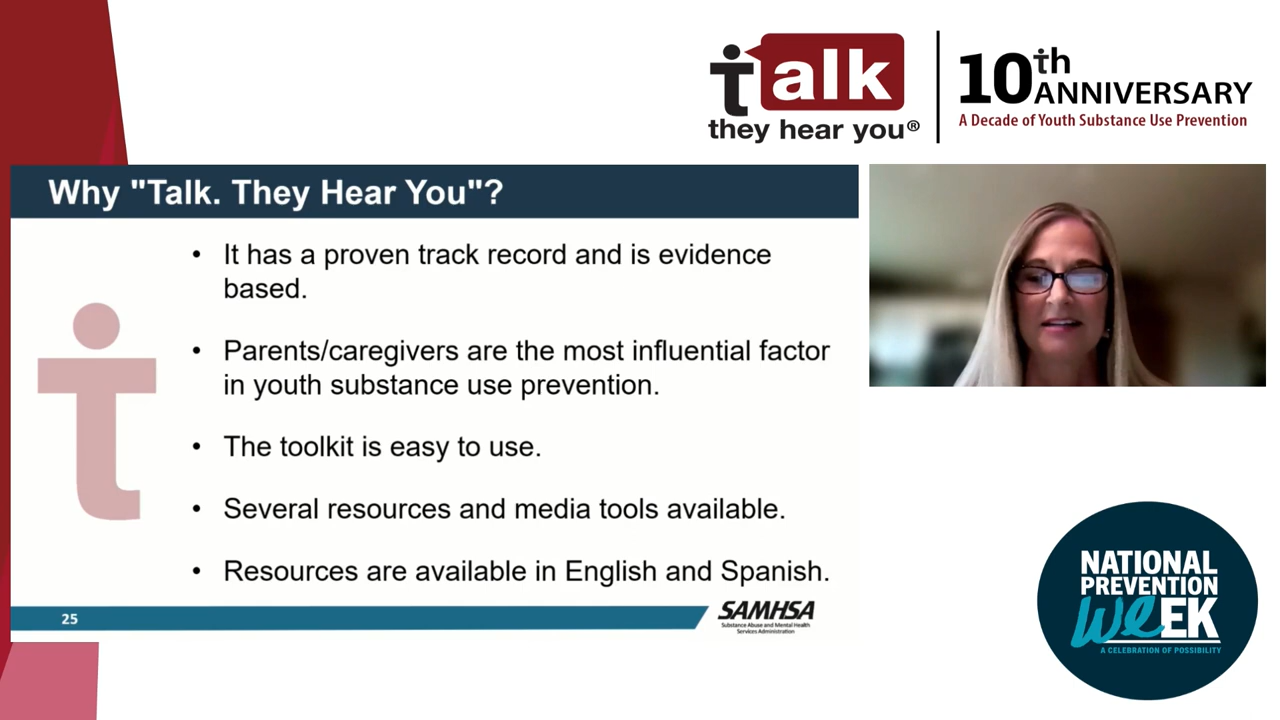 talk
they hear you®
10th
ANNIVERSARY
A Decade of Youth Substance Use Prevention
Why "Talk. They Hear You"?
• It has a proven track record and is evidence
based.
• Parents/caregivers are the most influential factor
in youth substance use prevention.
• The toolkit is easy to use.
• Several resources and media tools available.
• Resources are available in English and Spanish.
25
SAMHSA
Substance Abuse and Mental Health
Services Administration
NATIONAL
PREVENTION
WeEK
A CELEBRATION OF POSSIBILITY